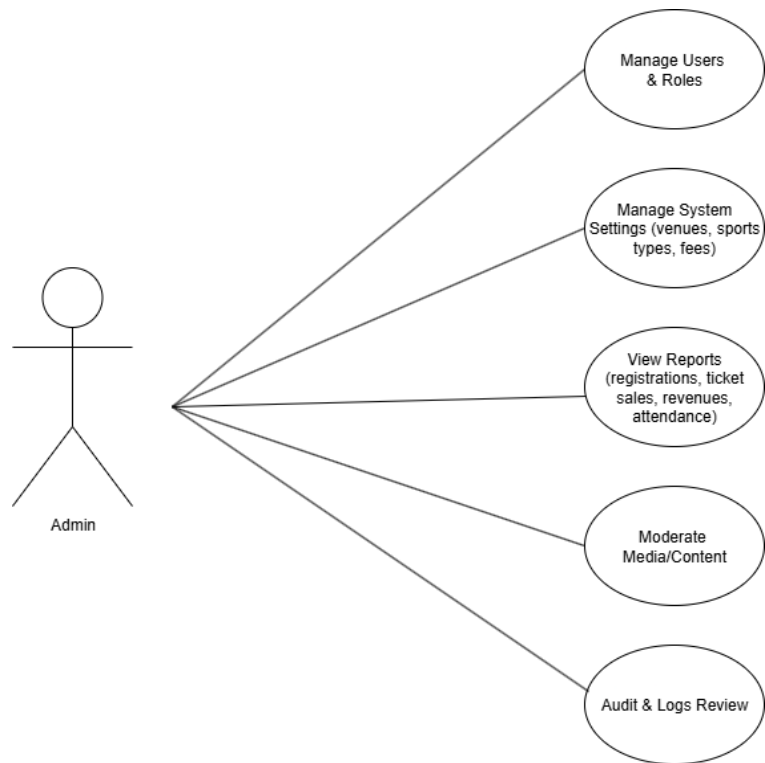 Manage Users
& Roles
Manage System
Settings (venues, sports
types, fees)
View Reports
(registrations, ticket
sales, revenues,
attendance)
Admin
Moderate
Media/Content
Audit & Logs Review